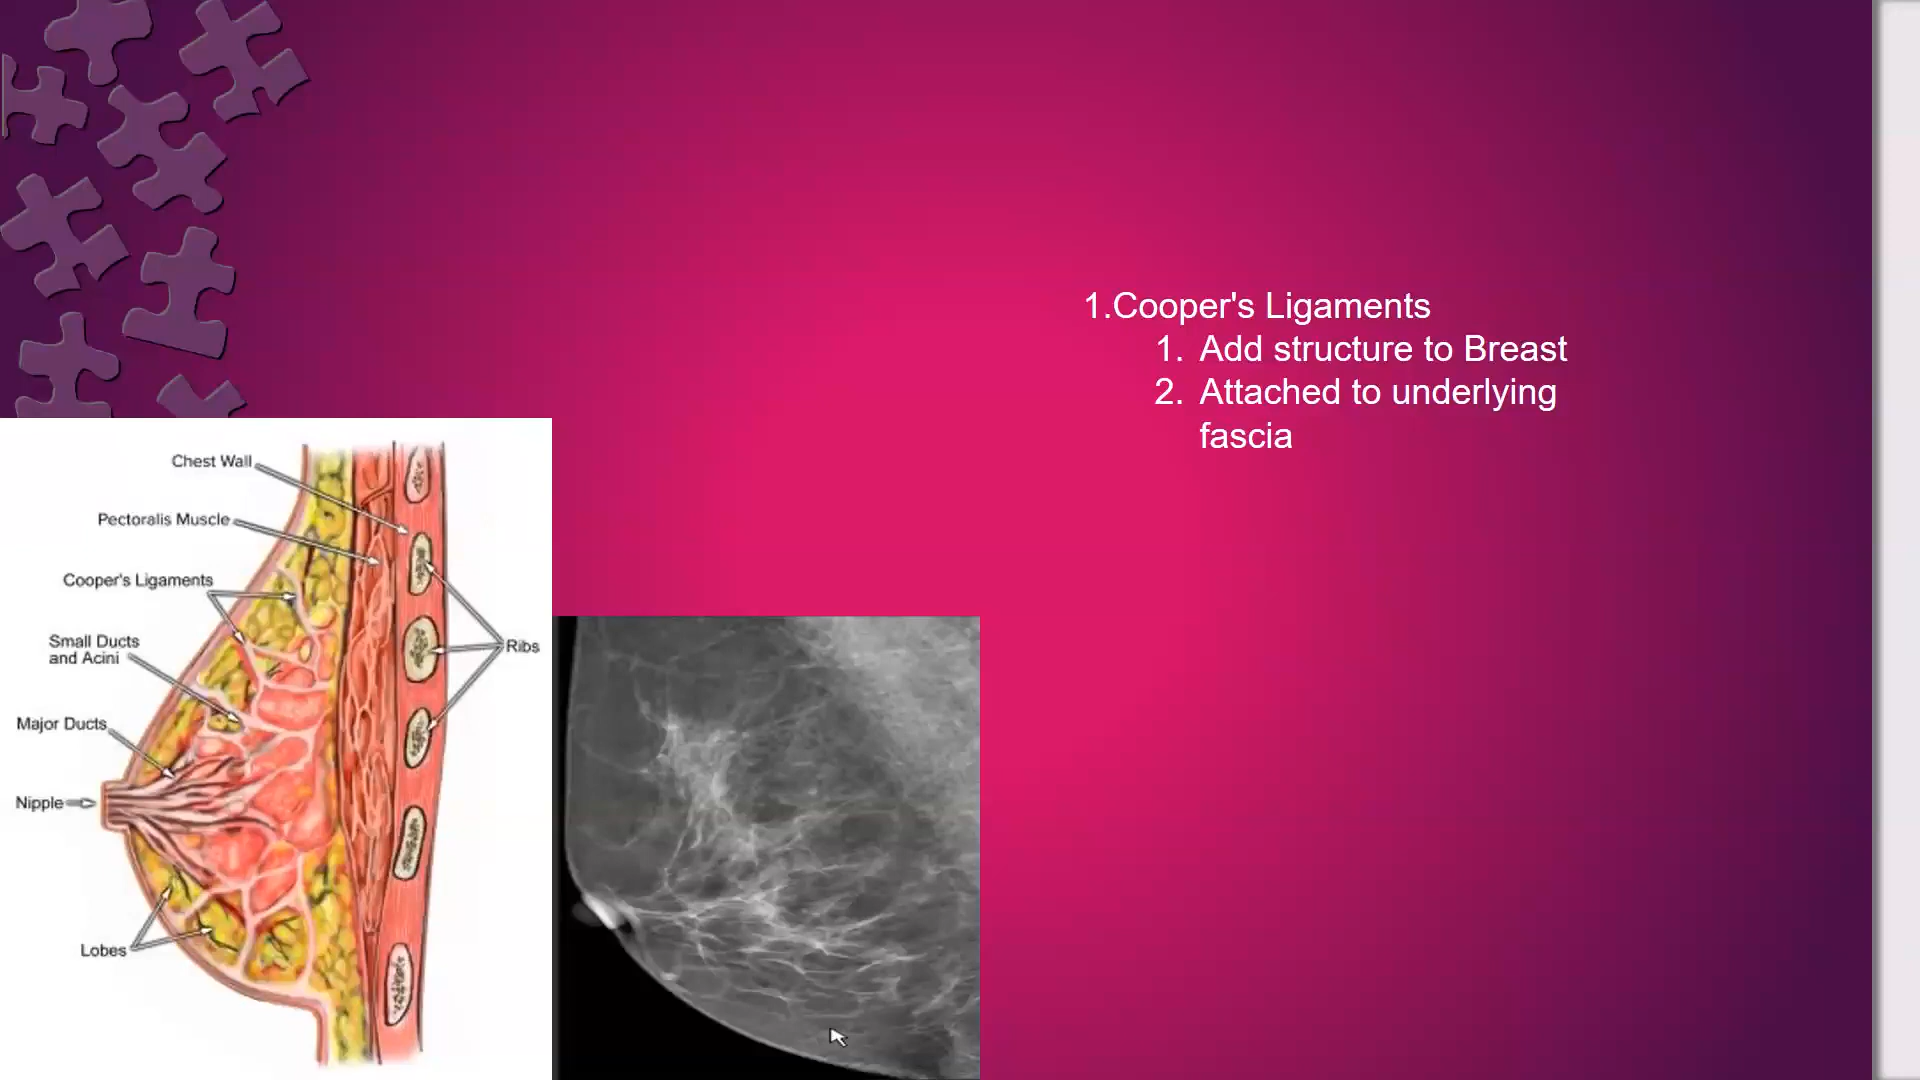 1.Cooper's Ligaments
1. Add structure to Breast
2. Attached to underlying
fascia
Chest Wall
Pectoralis Muscle
Cooper's Ligaments
Small Ducts
and Acini
Ribs
Major Ducts
Nipple
Lobes